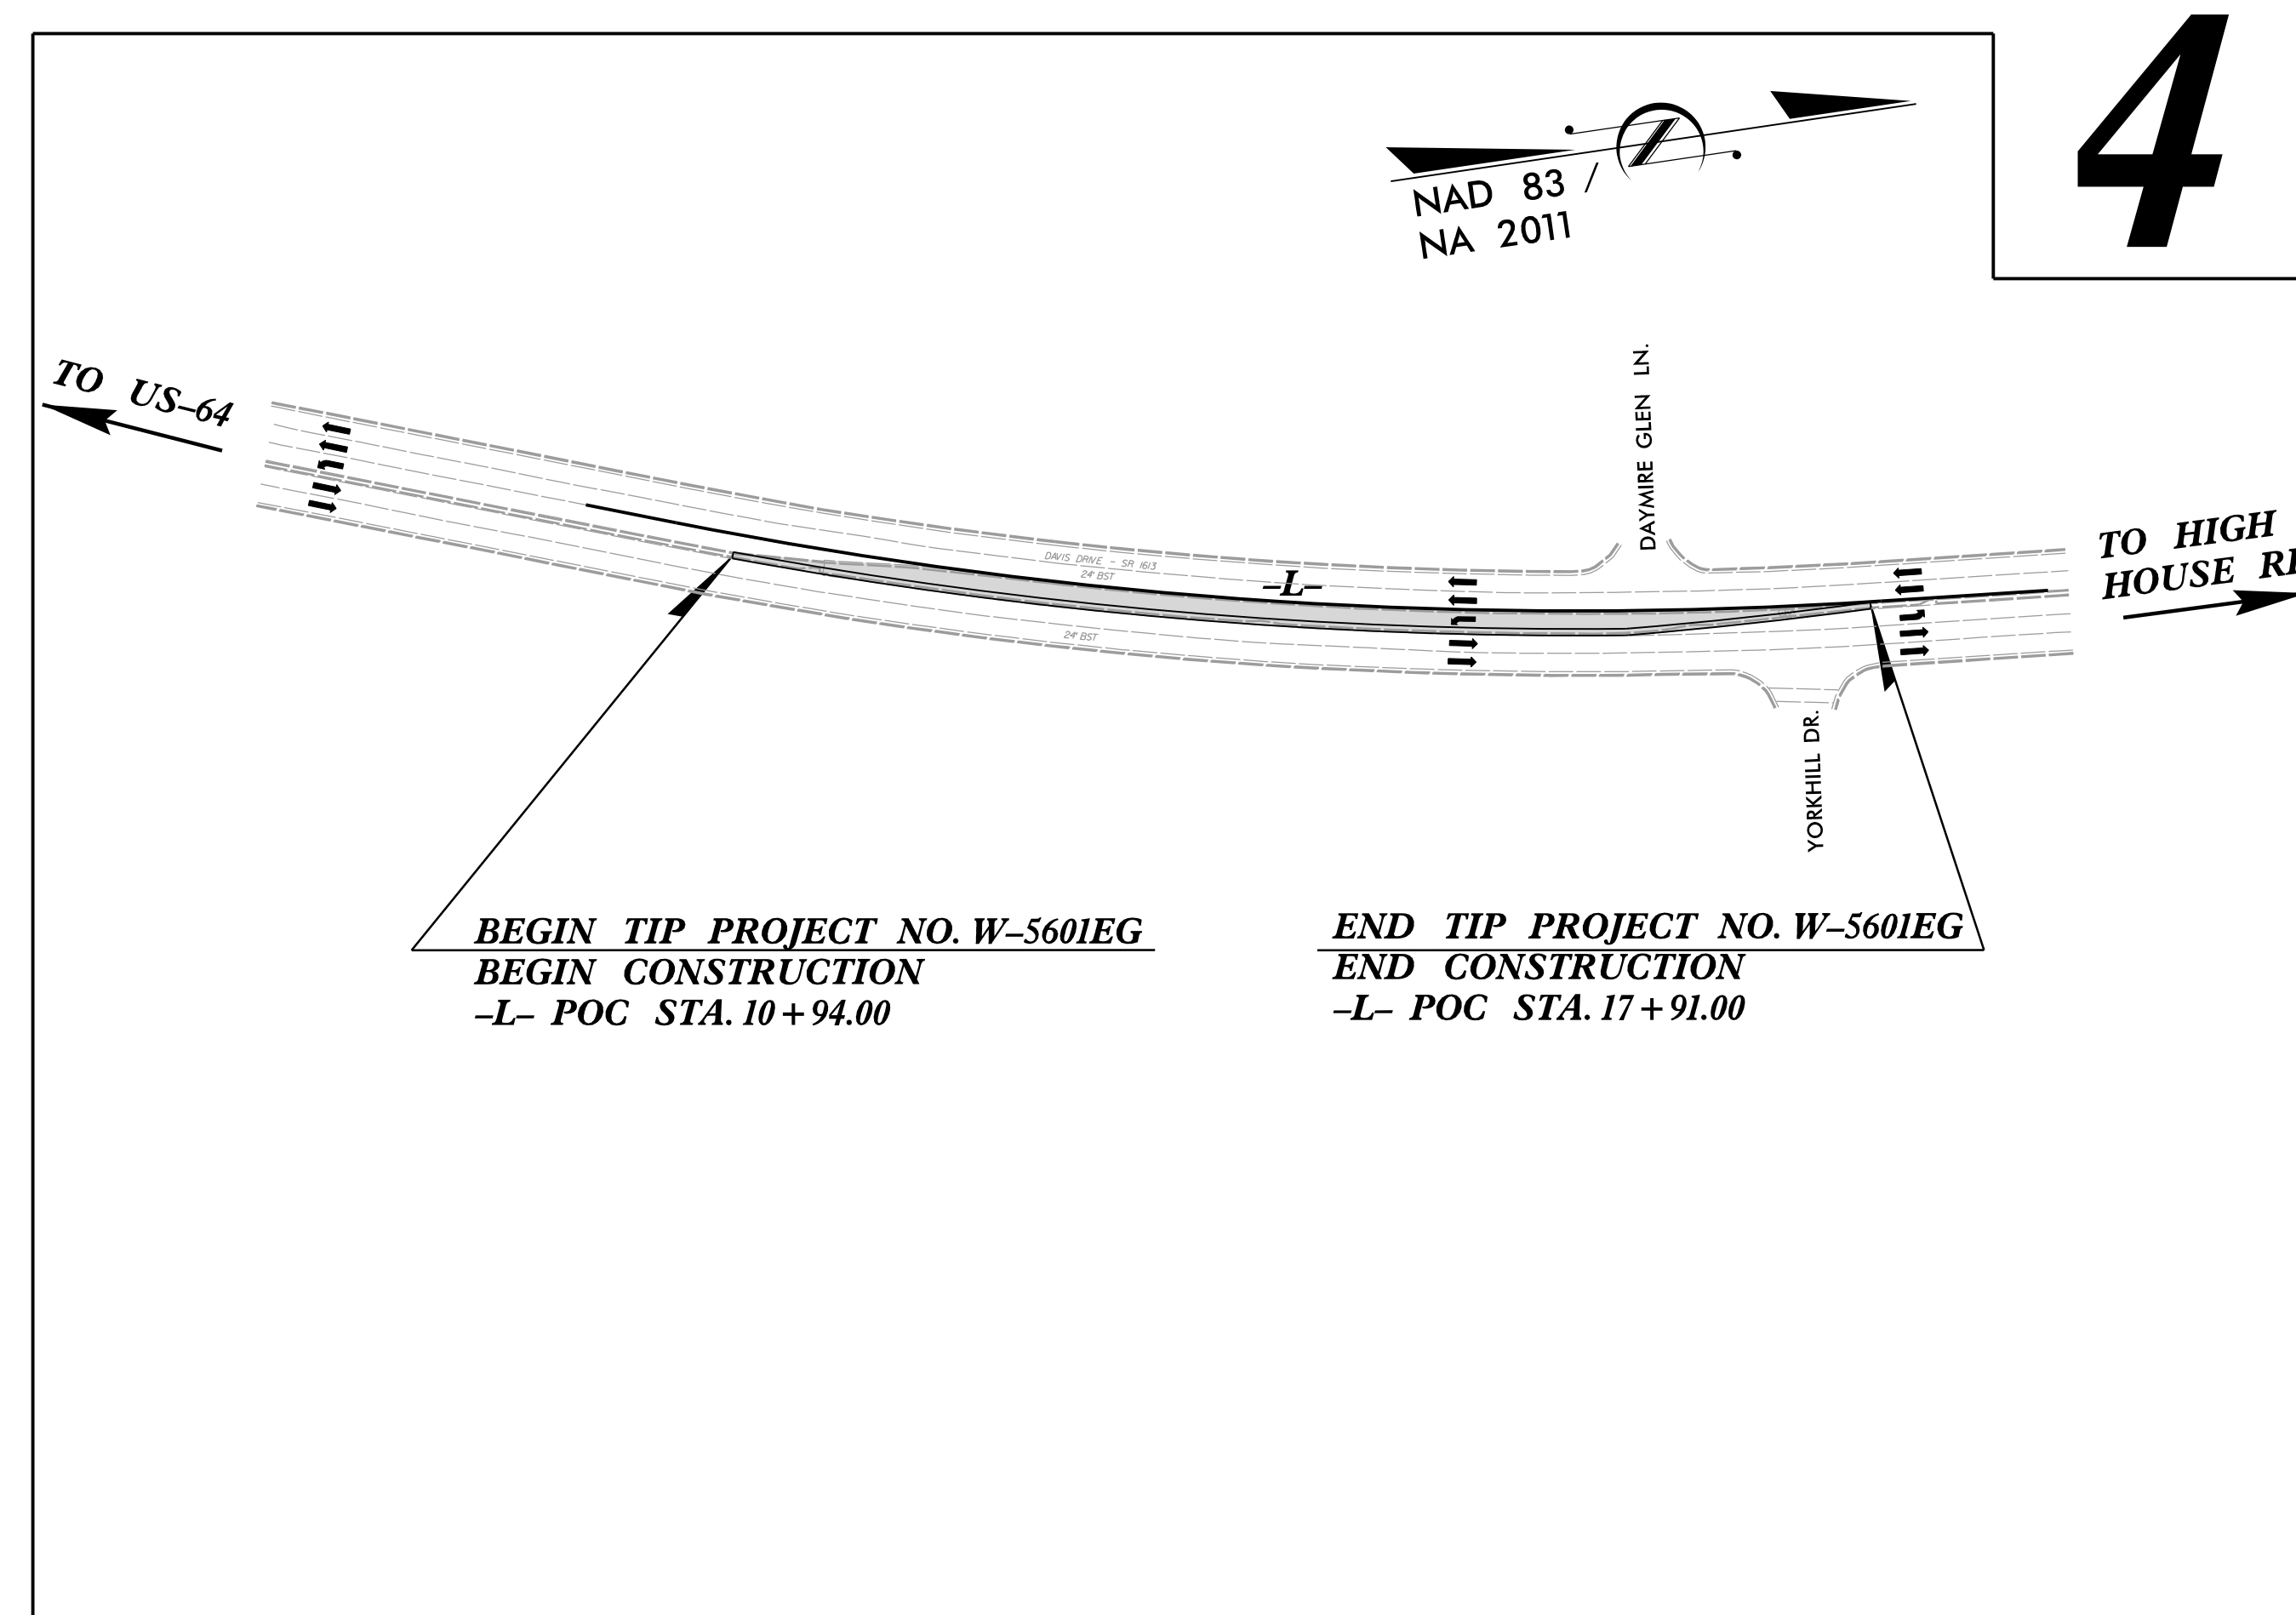 4
NAD 83 /
NA 2011
TO US-64
DAYMIRE GLEN LN.
TO HIGH
HOUSE
DAVIS DRIVE - SR 1613
24' BST
-L-
24' BST
YORKHILL DR.
BEGIN TIP PROJECT NO. W-5601EG
BEGIN CONSTRUCTION
-L- POC STA. 10+94.00
END TIP PROJECT NO. W-5601EG
END CONSTRUCTION
-L- POC STA. 17+91.00